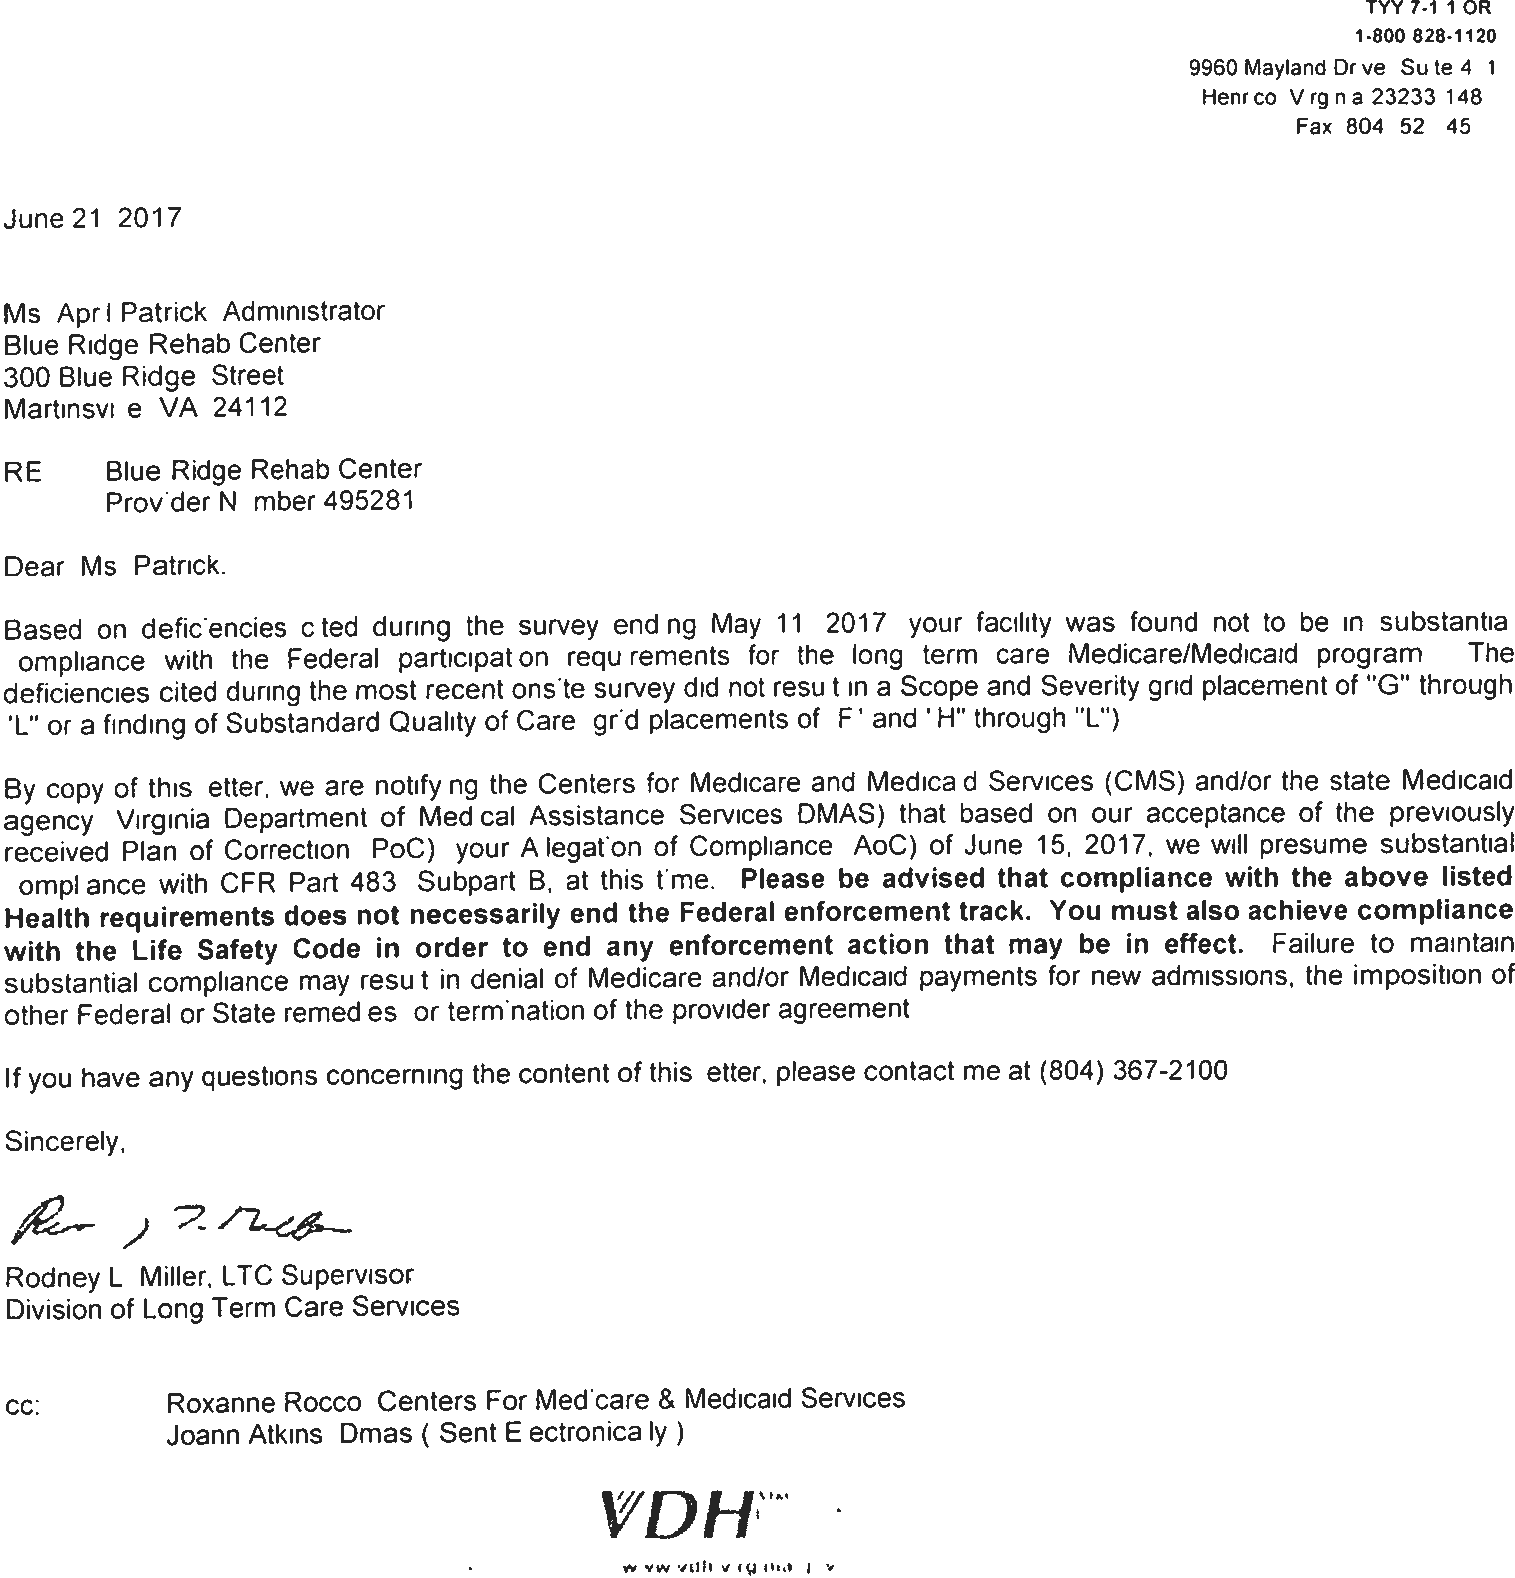 TYY 7-1 1 OR
1-800 828-1120
9960 Mayland Dr ve Su te 4 1
Henr co V rg n a 23233 148
Fax 804 52 45
June 21 2017
Ms Apr l Patrick Administrator
Blue Ridge Rehab Center
300 Blue Ridge Street
Martinsvi e VA 24112
RE Blue Ridge Rehab Center
Prov der N mber 495281
Dear Ms Patrick.
Based on deficiencies c ted during the survey end ng May 11 2017 your facility was found not to be in substantia
ompliance with the Federal participat on requ rements for the long term care Medicare/Medicaid program The
deficiencies cited during the most recent ons'te survey did not resu t in a Scope and Severity grid placement of "G" through
'L" or a finding of Substandard Quality of Care gr'd placements of F ' and ' H" through "L")
By copy of this etter, we are notify ng the Centers for Medicare and Medica d Services (CMS) and/or the state Medicaid
agency Virginia Department of Med cal Assistance Services DMAS) that based on our acceptance of the previously
received Plan of Correction PoC) your A legat'on of Compliance AoC) of June 15, 2017, we will presume substantial
ompl ance with CFR Part 483 Subpart B, at this t'me. Please be advised that compliance with the above listed
Health requirements does not necessarily end the Federal enforcement track. You must also achieve compliance
with the Life Safety Code in order to end any enforcement action that may be in effect. Failure to maintain
substantial compliance may resu t in denial of Medicare and/or Medicaid payments for new admissions, the imposition of
other Federal or State remed es or term'nation of the provider agreement
If you have any questions concerning the content of this etter, please contact me at (804) 367-2100
Sincerely,
Rodney L Miller, LTC Supervisor
Division of Long Term Care Services
cc: Roxanne Rocco Centers For Med'care & Medicaid Services
Joann Atkins Dmas ( Sent E ectronica ly )
VDH